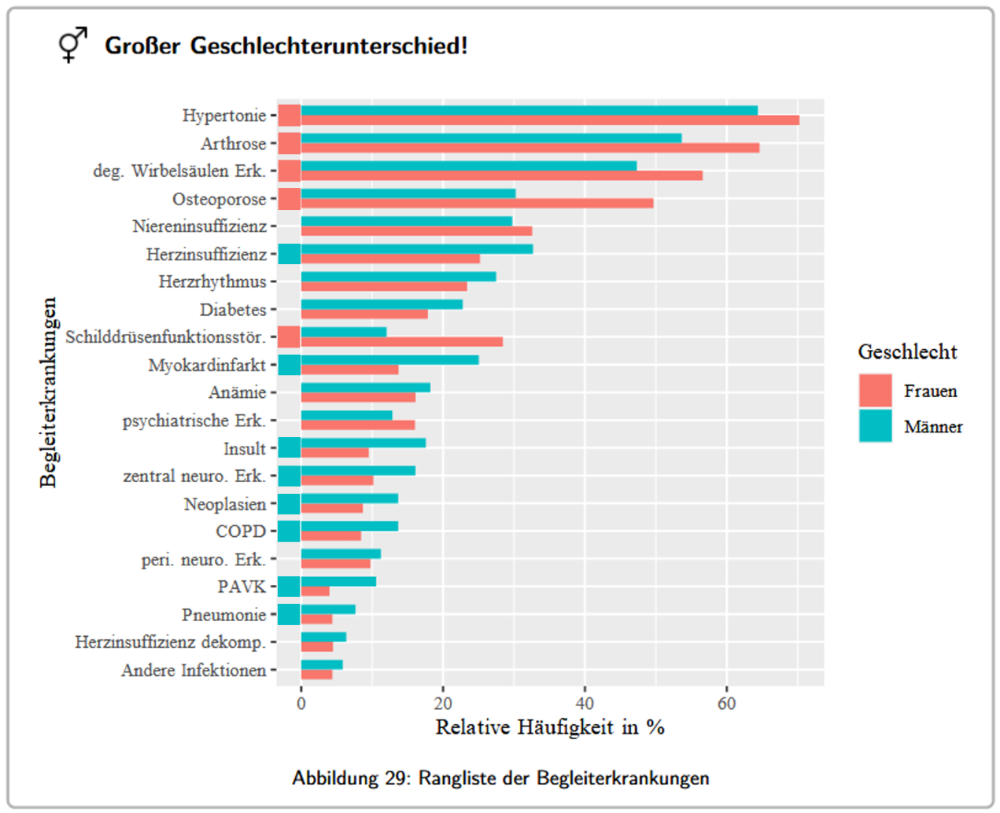 Großer Geschlechterunterschied!
Hypertonie
Arthrose
deg. Wirbelsäulen Erk.
Osteoporose
Niereninsuffizienz
Herzinsuffizienz
Herzrhythmus
Diabetes
Schilddrüsenfunktionsstör.
Myokardinfarkt
Anämie
psychiatrische Erk.
Insult
zentral neuro. Erk.
Neoplasien
COPD
peri. neuro. Erk.
PAVK
Pneumonie
Herzinsuffizienz dekomp.
Andere Infektionen
Begleiterkrankungen
0 20 40 60
Relative Häufigkeit in %
Geschlecht
Frauen
Männer
Abbildung 29: Rangliste der Begleiterkrankungen